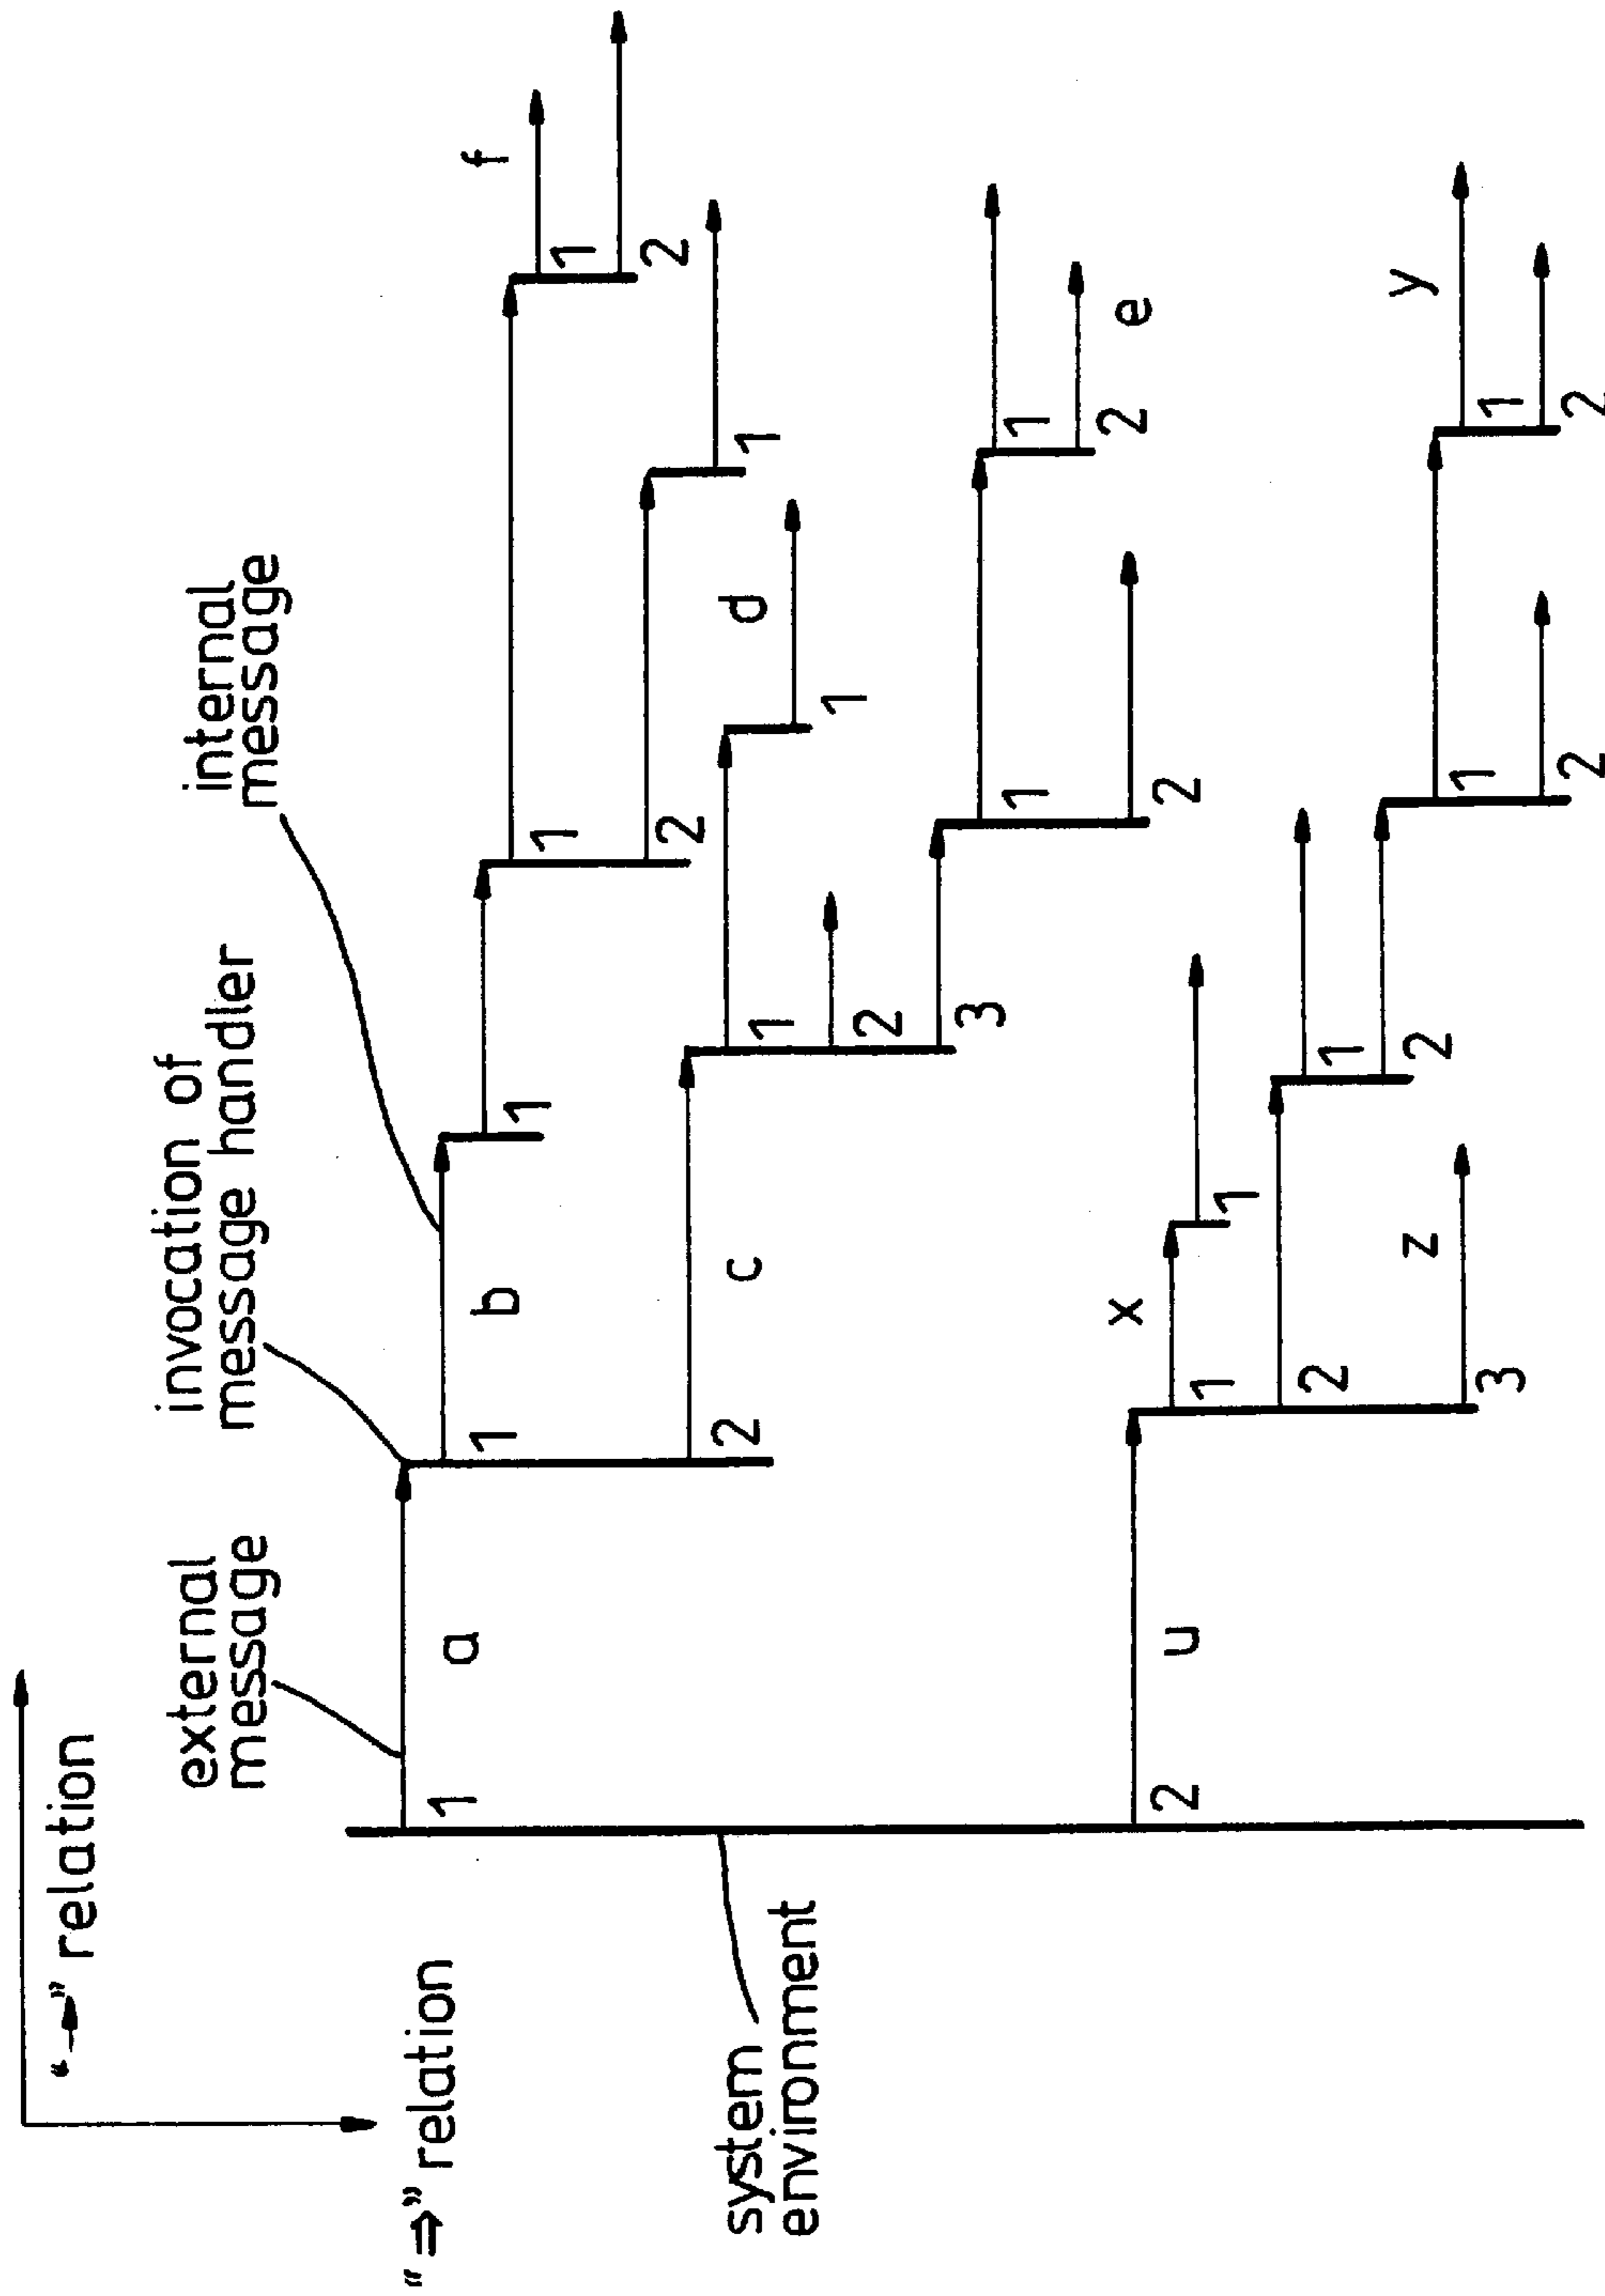 "→" relation
"⇒" relation
external
message
invocation of
message handler
internal
message
system
environment
1
a
1
b
1
1
1
f
2
2
1
2
c
1
1
d
2
3
1
1
2
e
2
2
u
1
x
1
2
1
2
1
1
y
2
2
3
z